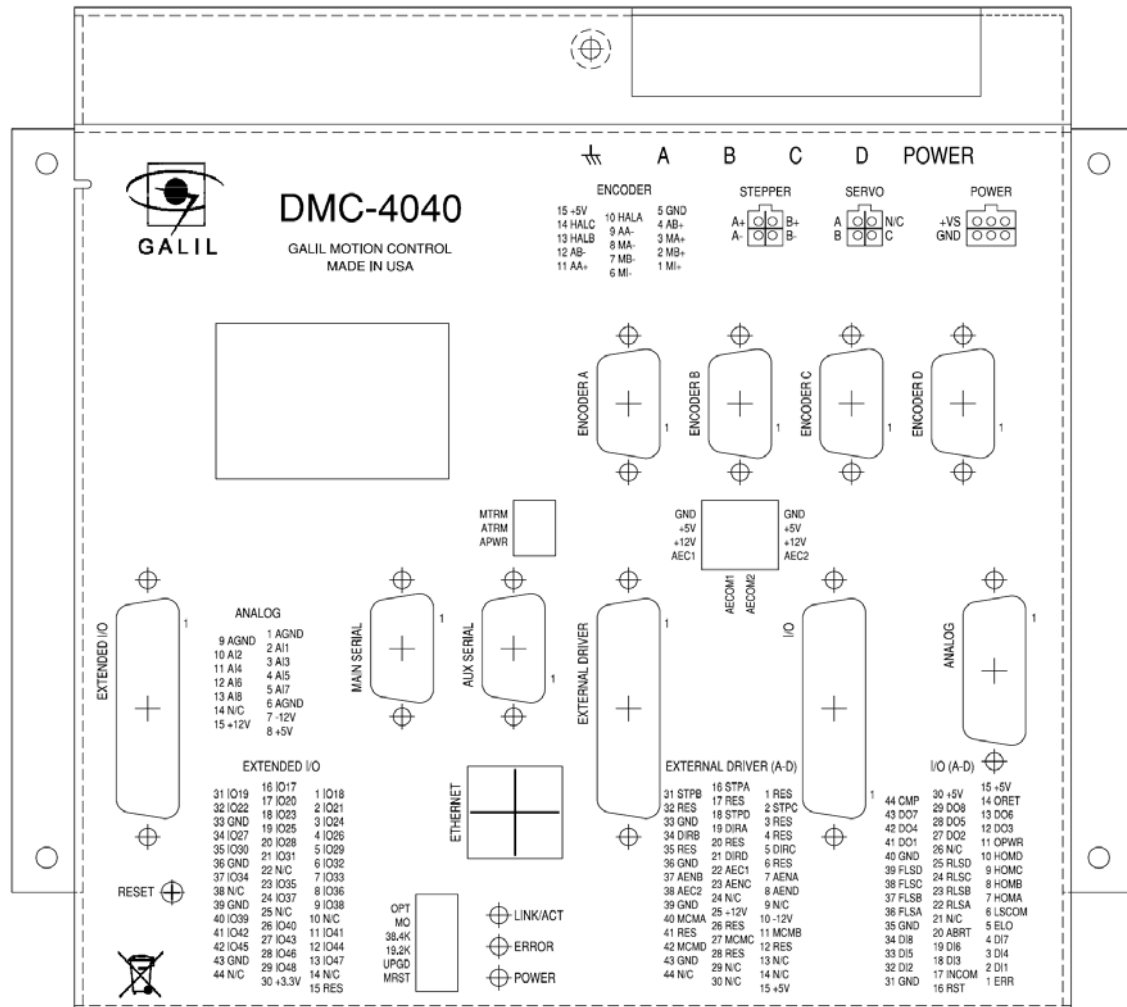 A B C D POWER
GALIL
DMC-4040
GALIL MOTION CONTROL
MADE IN USA
ENCODER
15 +5V
14 HALC
13 HALB
12 AB-
11 AA+
10 HALA
9 AA-
8 MA-
7 MB-
6 MI-
5 GND
4 AB+
3 MA+
2 MB+
1 MI+
STEPPER
A+ B+
A- B-
SERVO
A N/C
B C
POWER
+VS
GND
ENCODER A
1
ENCODER B
1
ENCODER C
1
ENCODER D
1
MTRM
ATRM
APWR
GND
+5V
+12V
AEC1
GND
+5V
+12V
AEC2
AECOM1
AECOM2
EXTENDED I/O
1
ANALOG
9 AGND
10 AI2
11 AI4
12 AI6
13 AI8
14 N/C
15 +12V
1 AGND
2 AI1
3 AI3
4 AI5
5 AI7
6 AGND
7 -12V
8 +5V
MAIN SERIAL
1
AUX SERIAL
1
EXTERNAL DRIVER
1
I/O
1
ANALOG
1
EXTENDED I/O
31 IO19
32 IO22
33 GND
34 IO27
35 IO30
36 GND
37 IO34
38 N/C
39 GND
40 IO39
41 IO42
42 IO45
43 GND
44 N/C
16 IO17
17 IO20
18 IO23
19 IO25
20 IO28
21 IO31
22 N/C
23 IO35
24 IO37
25 N/C
26 IO40
27 IO43
28 IO46
29 IO48
30 +3.3V
1 IO18
2 IO21
3 IO24
4 IO26
5 IO29
6 IO32
7 IO33
8 IO36
9 IO38
10 N/C
11 IO41
12 IO44
13 IO47
14 N/C
15 RES
ETHERNET
EXTERNAL DRIVER (A-D)
31 STPB
32 RES
33 GND
34 DIRB
35 RES
36 GND
37 AENB
38 AEC2
39 GND
40 MCMA
41 RES
42 MCMD
43 GND
44 N/C
16 STPA
17 RES
18 STPD
19 DIRA
20 RES
21 DIRD
22 AEC1
23 AENC
24 N/C
25 +12V
26 RES
27 MCMC
28 RES
29 N/C
30 N/C
1 RES
2 STPC
3 RES
4 RES
5 DIRC
6 RES
7 AENA
8 AEND
9 N/C
10 -12V
11 MCMB
12 RES
13 N/C
14 N/C
15 +5V
I/O (A-D)
44 CMP
43 DO7
42 DO4
41 DO1
40 GND
39 FLSD
38 FLSC
37 FLSB
36 FLSA
35 GND
34 DI8
33 DI5
32 DI2
31 GND
30 +5V
29 DO8
28 DO5
27 DO2
26 N/C
25 RLSD
24 RLSC
23 RLSB
22 RLSA
21 N/C
20 ABRT
19 DI6
18 DI3
17 INCOM
16 RST
15 +5V
14 ORET
13 DO6
12 DO3
11 OPWR
10 HOMD
9 HOMC
8 HOMB
7 HOMA
6 LSCOM
5 ELO
4 DI7
3 DI4
2 DI1
1 ERR
RESET
OPT
MO
38.4K
19.2K
UPGD
MRST
LINK/ACT
ERROR
POWER